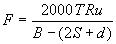 F = 2000TRu / B − (2S + d)